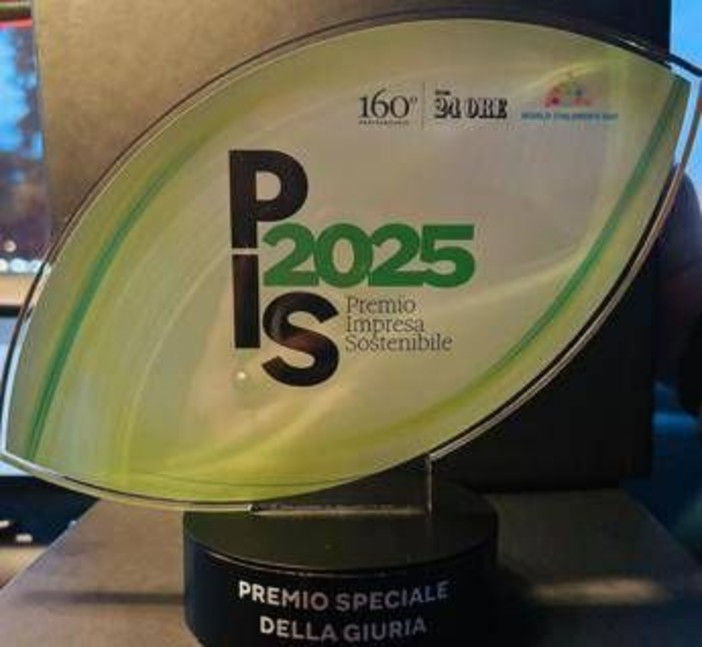 160°
24 ORE
WORLD CHILDREN'S DAY
P
2025
I
S
Premio
Impresa
Sostenibile
PREMIO SPECIALE
DELLA GIURIA